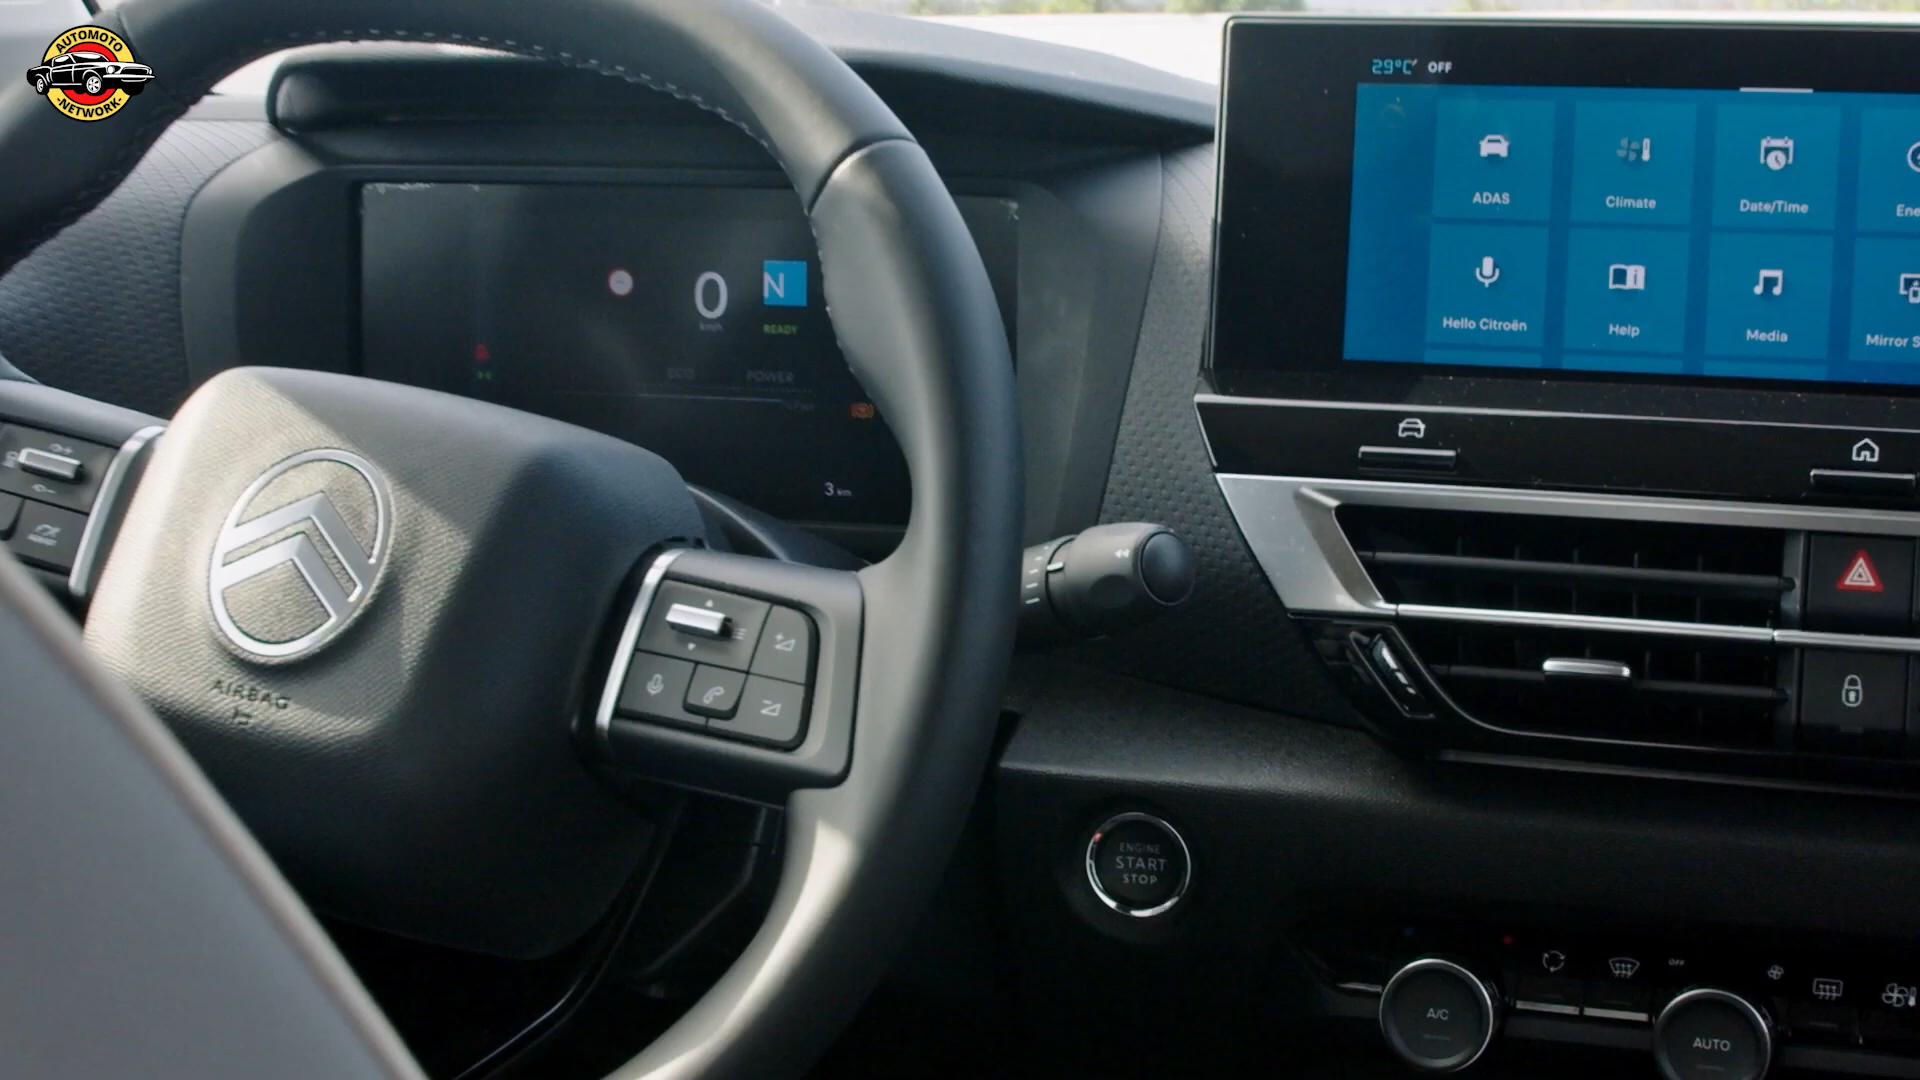 AUTOMOTO
NETWORK
29°C OFF
ADAS
Climate
Date/Time
Hello Citroën
Help
Media
Mirror S
0
N
km/h
READY
ECO
POWER
3 km
AIRBAG
ENGINE
START
STOP
OFF
A/C
AUTO